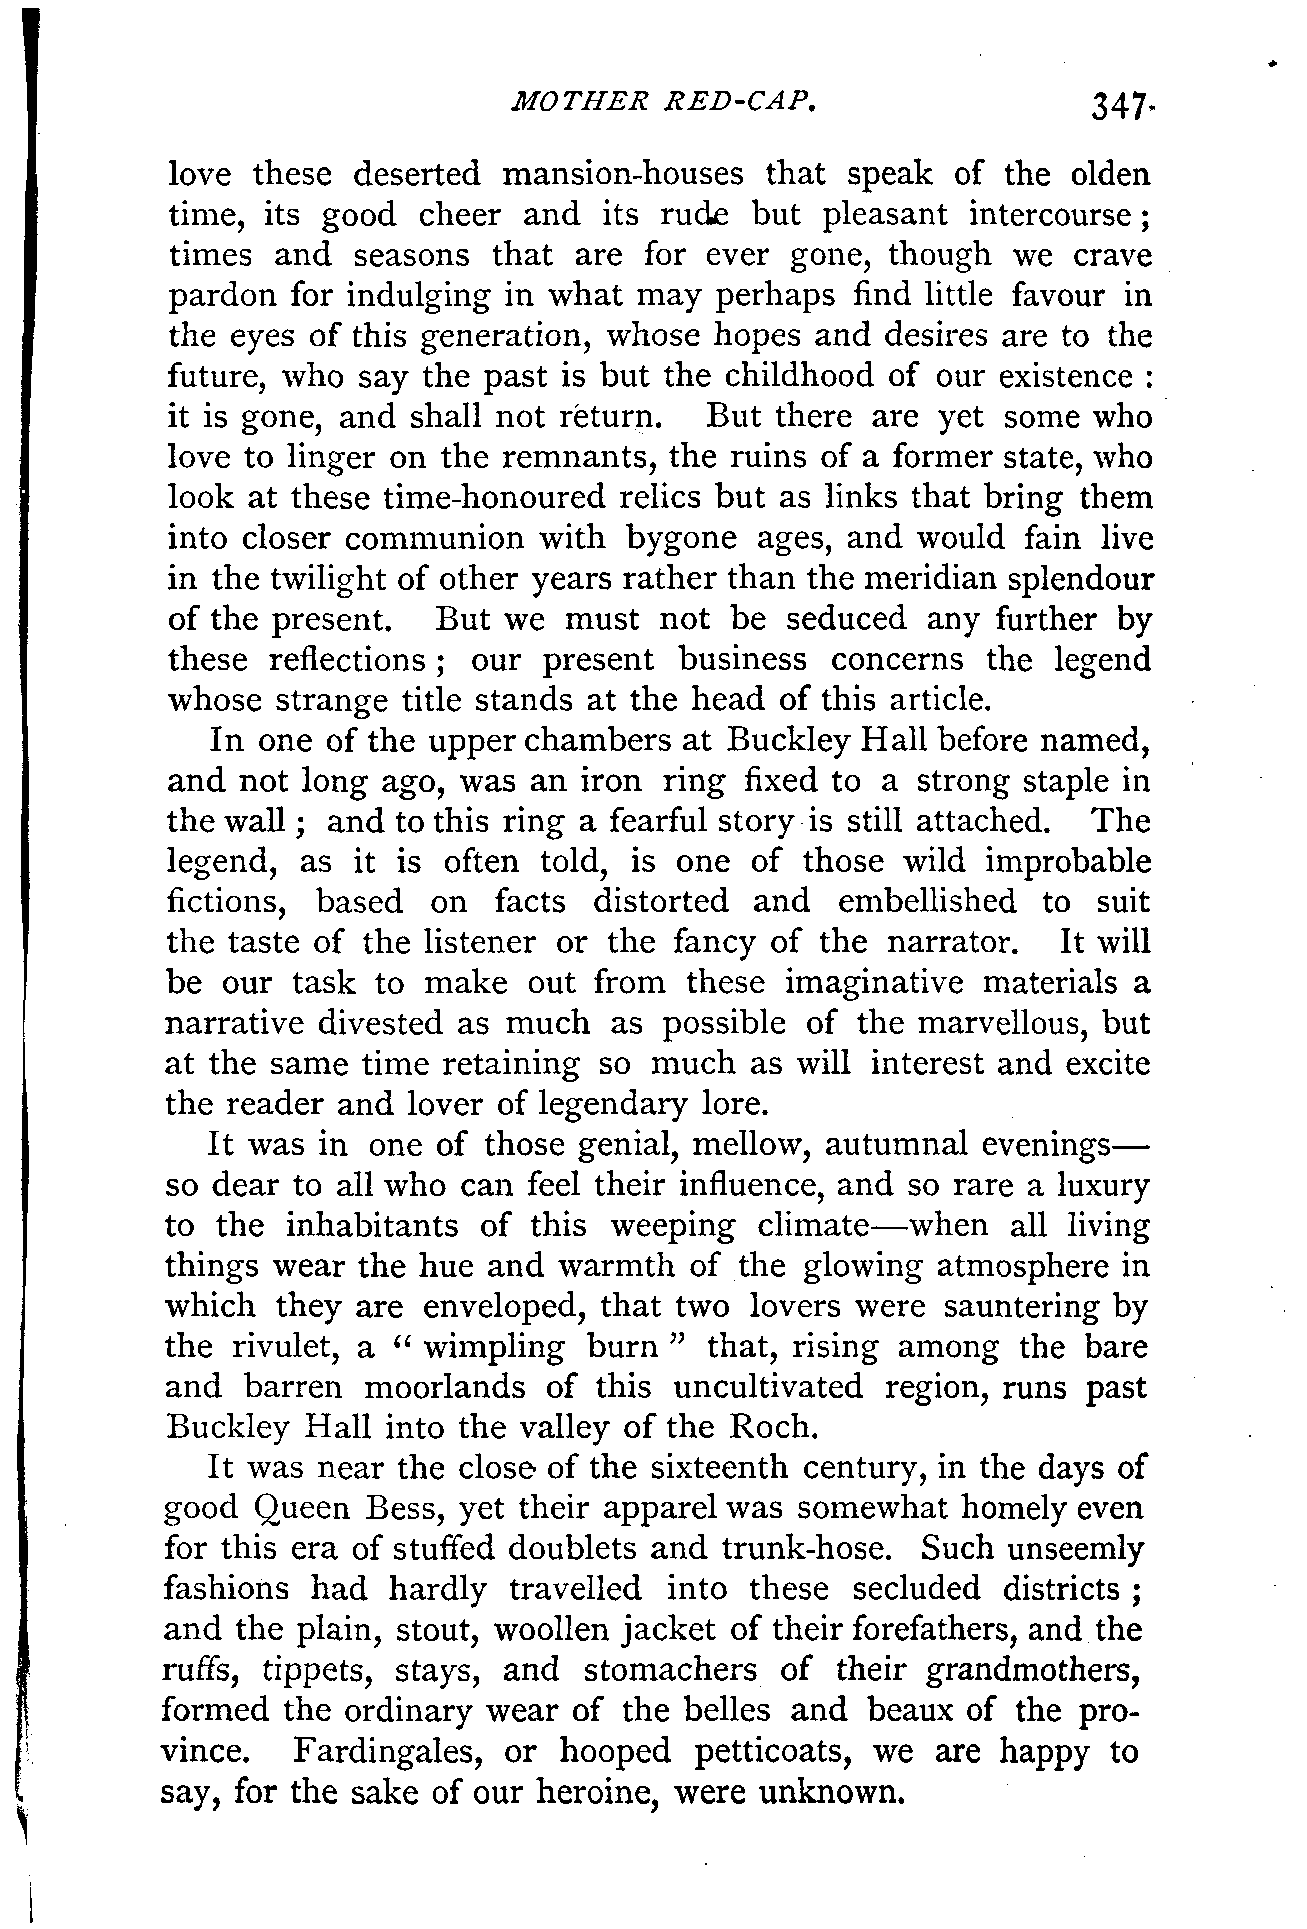 MOTHER RED-CAP. 347
love these deserted mansion-houses that speak of the olden
time, its good cheer and its rude but pleasant intercourse ;
times and seasons that are for ever gone, though we crave
pardon for indulging in what may perhaps find little favour in
the eyes of this generation, whose hopes and desires are to the
future, who say the past is but the childhood of our existence :
it is gone, and shall not return. But there are yet some who
love to linger on the remnants, the ruins of a former state, who
look at these time-honoured relics but as links that bring them
into closer communion with bygone ages, and would fain live
in the twilight of other years rather than the meridian splendour
of the present. But we must not be seduced any further by
these reflections ; our present business concerns the legend
whose strange title stands at the head of this article.
In one of the upper chambers at Buckley Hall before named,
and not long ago, was an iron ring fixed to a strong staple in
the wall ; and to this ring a fearful story is still attached. The
legend, as it is often told, is one of those wild improbable
fictions, based on facts distorted and embellished to suit
the taste of the listener or the fancy of the narrator. It will
be our task to make out from these imaginative materials a
narrative divested as much as possible of the marvellous, but
at the same time retaining so much as will interest and excite
the reader and lover of legendary lore.
It was in one of those genial, mellow, autumnal evenings—
so dear to all who can feel their influence, and so rare a luxury
to the inhabitants of this weeping climate—when all living
things wear the hue and warmth of the glowing atmosphere in
which they are enveloped, that two lovers were sauntering by
the rivulet, a “ wimpling burn ” that, rising among the bare
and barren moorlands of this uncultivated region, runs past
Buckley Hall into the valley of the Roch.
It was near the close of the sixteenth century, in the days of
good Queen Bess, yet their apparel was somewhat homely even
for this era of stuffed doublets and trunk-hose. Such unseemly
fashions had hardly travelled into these secluded districts ;
and the plain, stout, woollen jacket of their forefathers, and the
ruffs, tippets, stays, and stomachers of their grandmothers,
formed the ordinary wear of the belles and beaux of the pro-
vince. Fardingales, or hooped petticoats, we are happy to
say, for the sake of our heroine, were unknown.